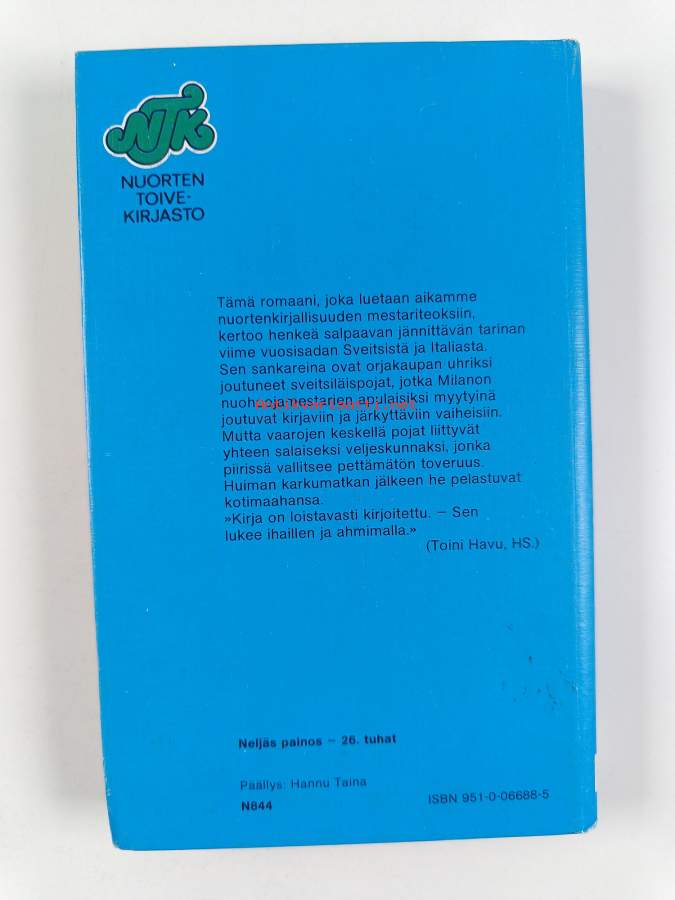 NTK
NUORTEN
TOIVE-
KIRJASTO
Tämä romaani, joka luetaan aikamme
nuortenkirjallisuuden mestariteoksiin,
kertoo henkeä salpaavan jännittävän tarinan
viime vuosisadan Sveitsistä ja Italiasta.
Sen sankareina ovat orjakaupan uhriksi
joutuneet sveitsiläispojat, jotka Milanon
nuohoojamestarien apulaisiksi myytyinä
joutuvat kirjaviin ja järkyttäviin vaiheisiin.
Mutta vaarojen keskellä pojat liittyvät
yhteen salaiseksi veljeskunnaksi, jonka
piirissä vallitsee pettämätön toveruus.
Huiman karkumatkan jälkeen he pelastuvat
kotimaahansa.
»Kirja on loistavasti kirjoitettu. – Sen
lukee ihaillen ja ahmimalla.»
(Toini Havu, HS.)
Neljäs painos – 26. tuhat
Päällys: Hannu Taina
N844
ISBN 951-0-06688-5